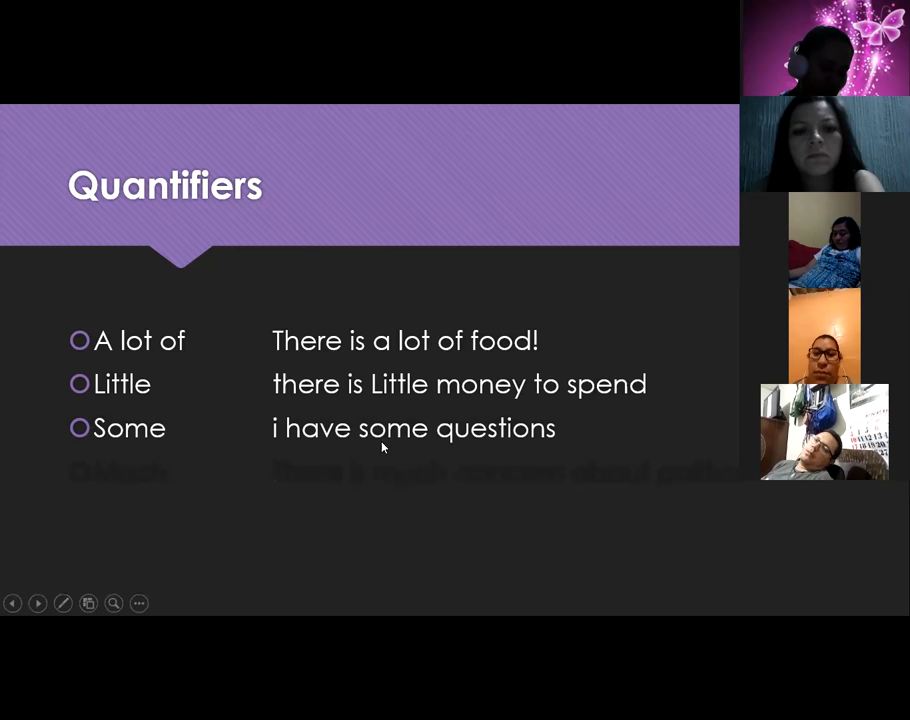 Quantifiers
A lot of There is a lot of food!
Little there is Little money to spend
Some i have some questions